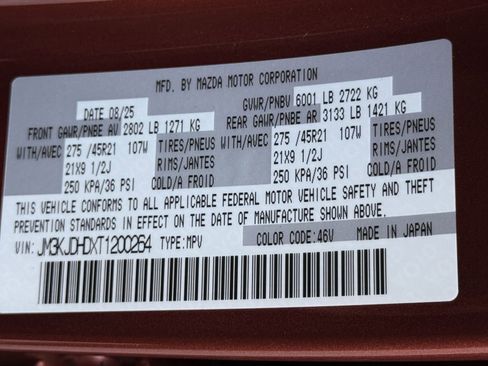 MFD. BY MAZDA MOTOR CORPORATION
DATE 08/25 GVWR/PNBV 6001 LB 2722 KG
FRONT GAWR/PNBE AV 2802 LB 1271 KG REAR GAWR/PNBE AR 3133 LB 1421 KG
WITH/AVEC 275 /45R21 107W TIRES/PNEUS WITH/AVEC 275 /45R21 107W TIRES/PNEUS
21X9 1/2J RIMS/JANTES 21X9 1/2J RIMS/JANTES
250 KPA/36 PSI COLD/A FROID 250 KPA/36 PSI COLD/A FROID
THIS VEHICLE CONFORMS TO ALL APPLICABLE FEDERAL MOTOR VEHICLE SAFETY AND THEFT
PREVENTION STANDARDS IN EFFECT ON THE DATE OF MANUFACTURE SHOWN ABOVE.
VIN: JM3KJDHDXT1200264 TYPE: MPV COLOR CODE: 46V MADE IN JAPAN